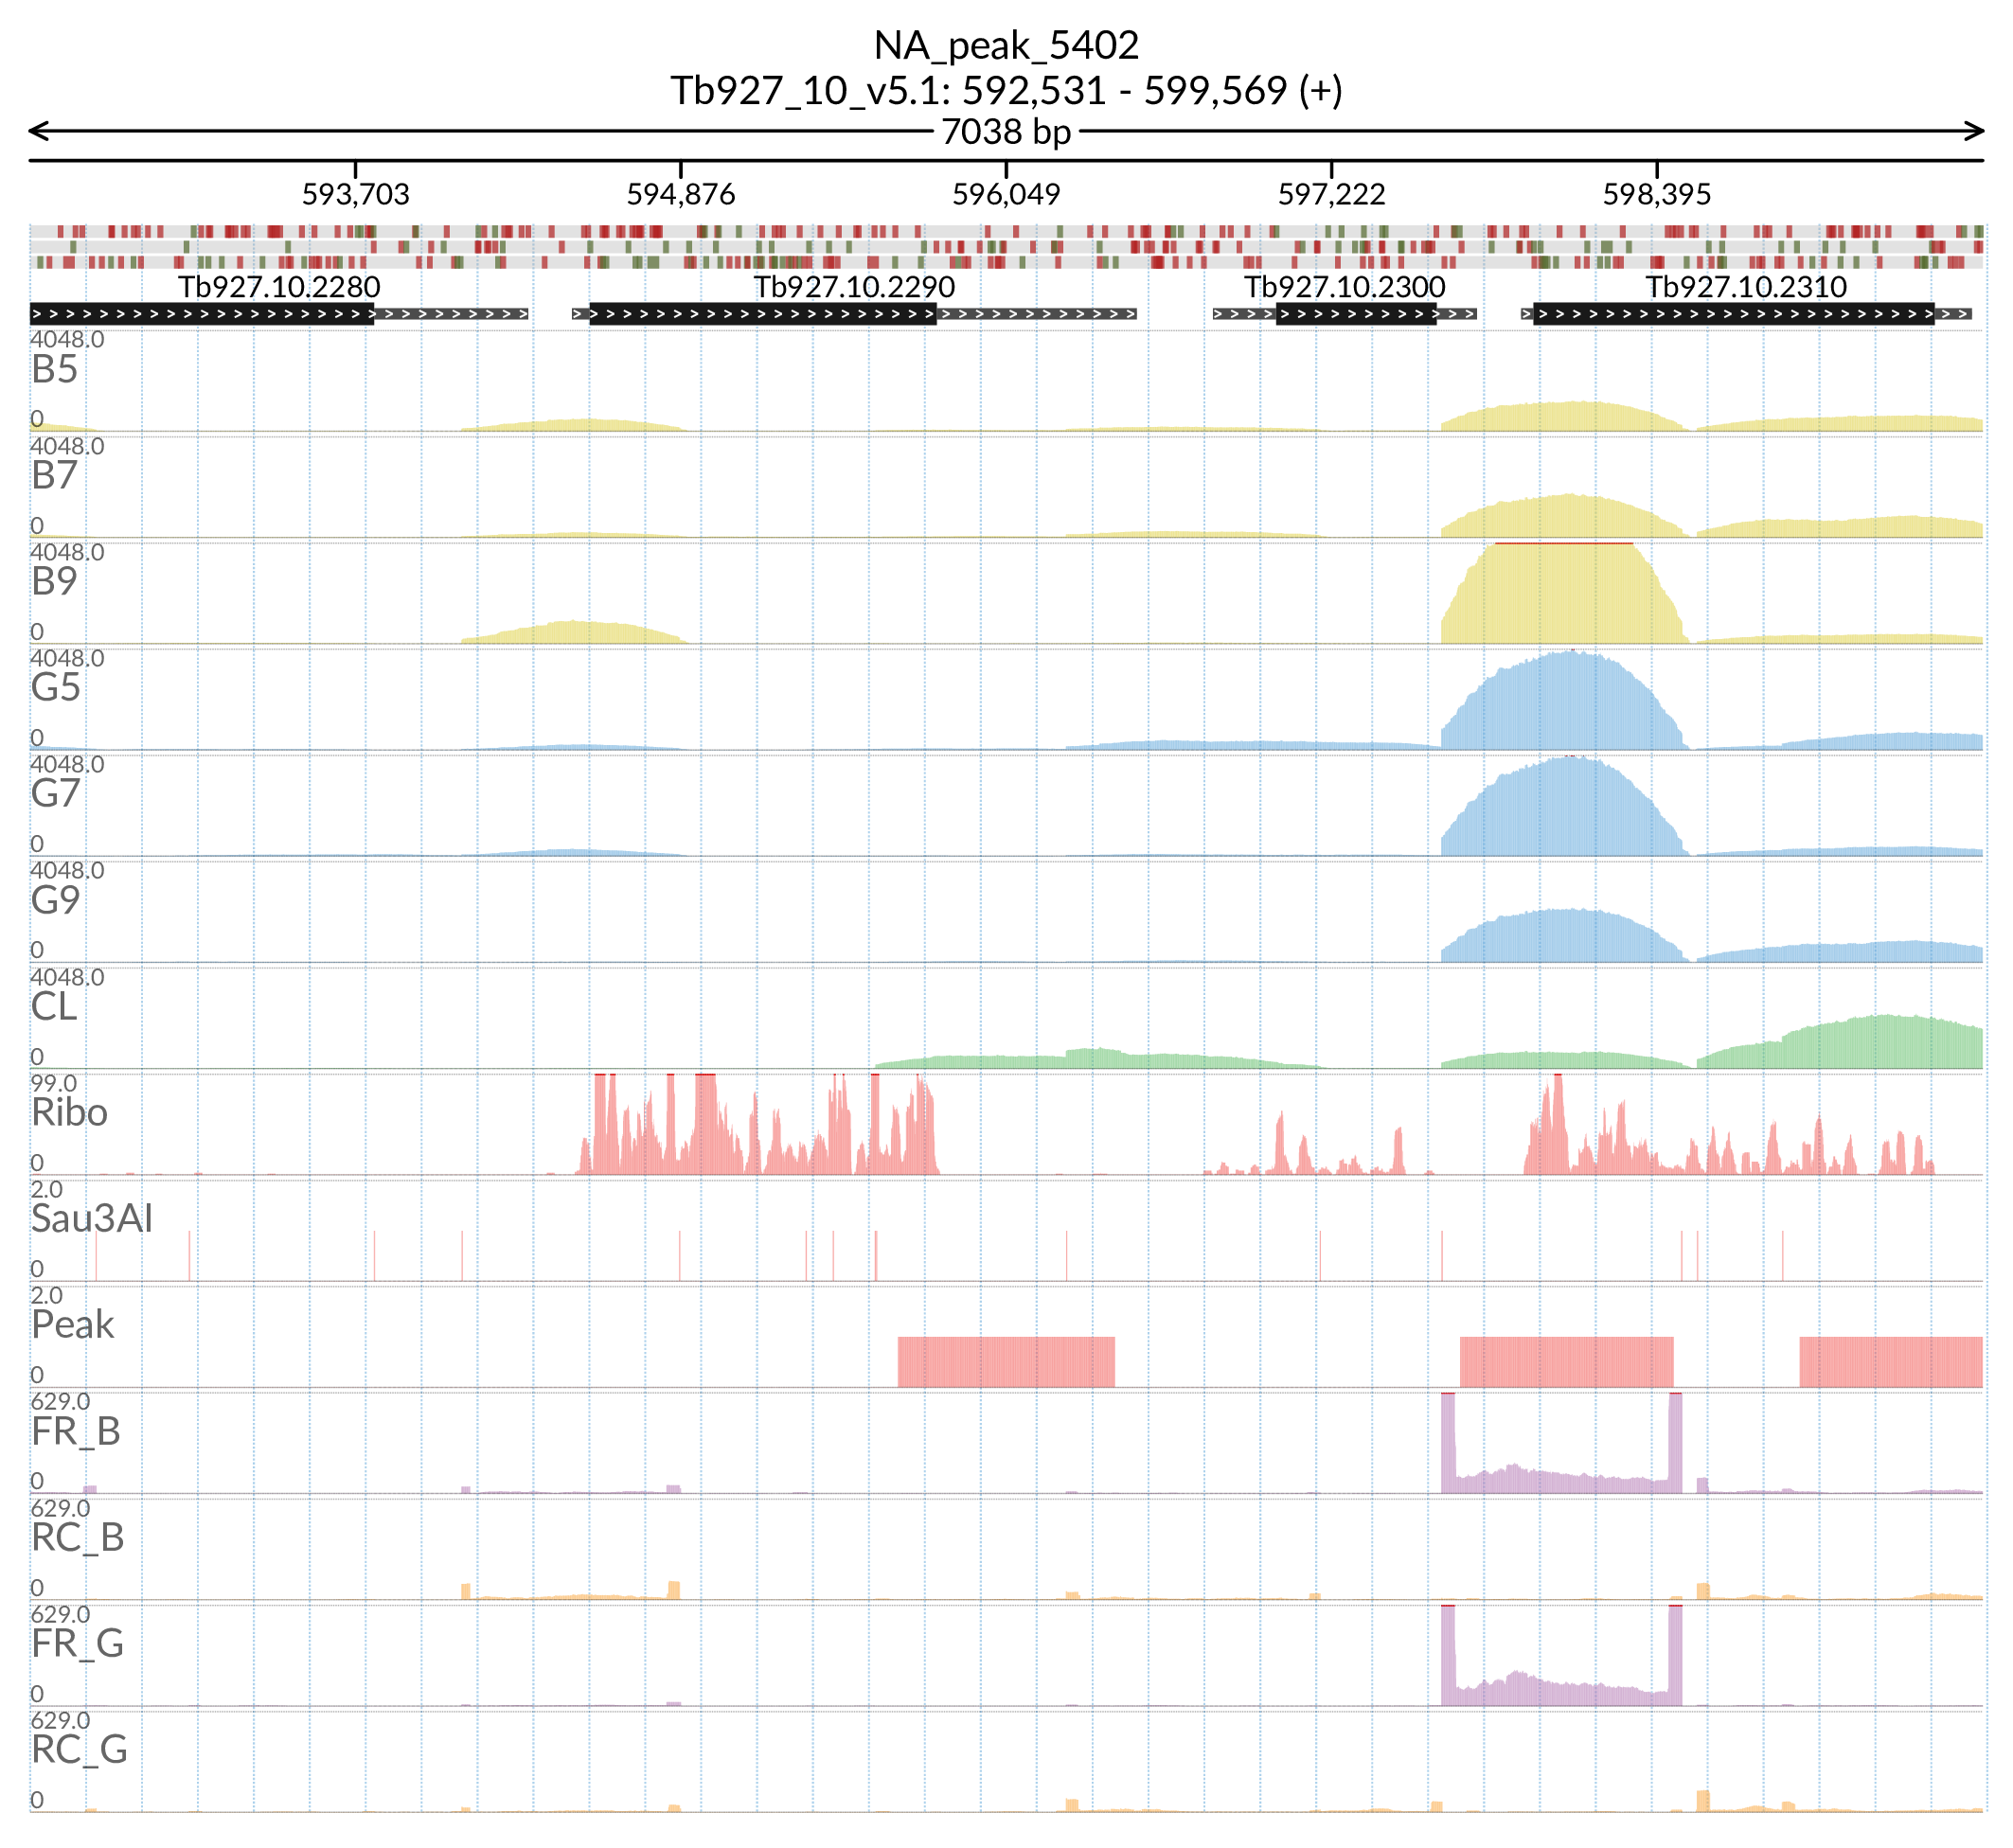 NA_peak_5402
Tb927_10_v5.1: 592,531 - 599,569 (+)
7038 bp
593,703 594,876 596,049 597,222 598,395
Tb927.10.2280 Tb927.10.2290 Tb927.10.2300 Tb927.10.2310
4048.0
B5
0
4048.0
B7
0
4048.0
B9
0
4048.0
G5
0
4048.0
G7
0
4048.0
G9
0
4048.0
CL
0
99.0
Ribo
0
2.0
Sau3AI
0
2.0
Peak
0
629.0
FR_B
0
629.0
RC_B
0
629.0
FR_G
0
629.0
RC_G
0